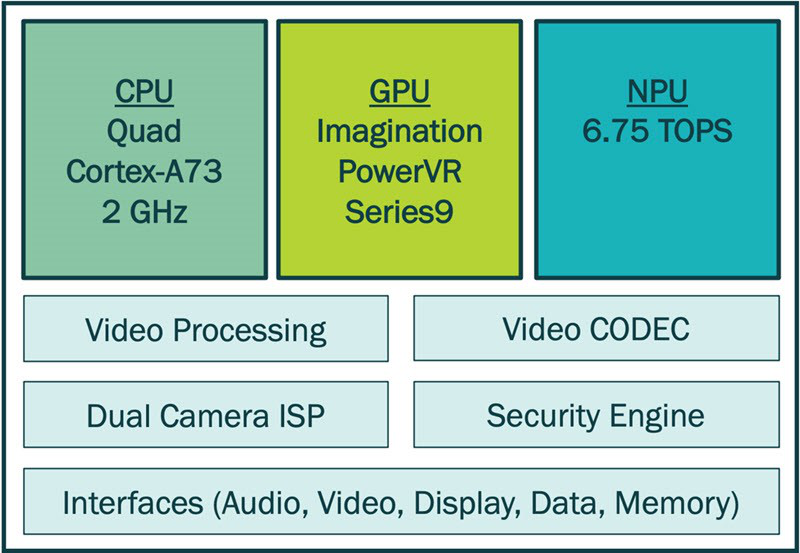 CPU
Quad
Cortex-A73
2 GHz
GPU
Imagination
PowerVR
Series9
NPU
6.75 TOPS
Video Processing
Video CODEC
Dual Camera ISP
Security Engine
Interfaces (Audio, Video, Display, Data, Memory)